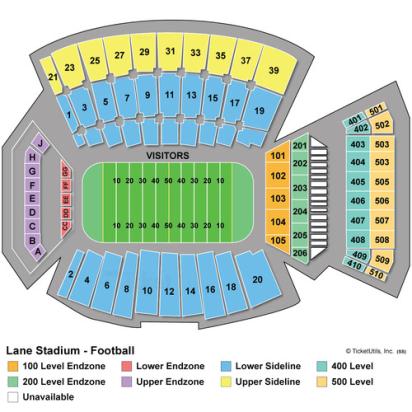 21 23 25 27 29 31 33 35 37 39
1 3 5 7 9 11 13 15 17 19
VISITORS
10 20 30 40 50 40 30 20 10
10 20 30 40 50 40 30 20 10
2 4 6 8 10 12 14 16 18 20
J
H
G
F
E
D
C
B
A
GG
FF
EE
DD
CC
101
102
103
104
105
201
202
203
204
205
206
401 501
402 502
403 503
404 504
405 505
406 506
407 507
408 508
409 509
410 510
Lane Stadium - Football
© TicketUtils, Inc. (SS)
100 Level Endzone Lower Endzone Lower Sideline 400 Level
200 Level Endzone Upper Endzone Upper Sideline 500 Level
Unavailable